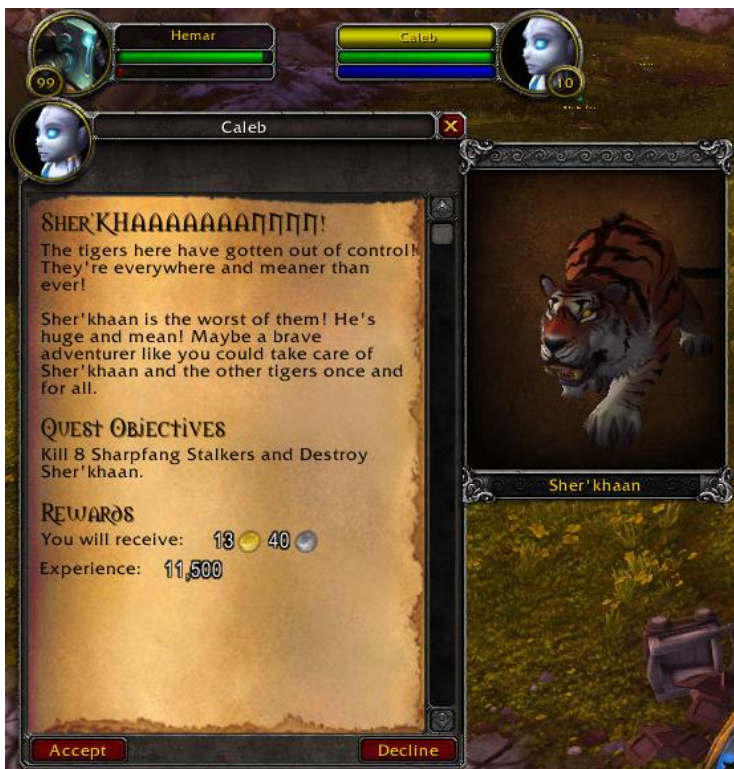 Hemar
Caleb
99
10
Caleb
Sher'KHAAAAAAANNNN!
The tigers here have gotten out of control!
They're everywhere and meaner than
ever!
Sher'khaan is the worst of them! He's
huge and mean! Maybe a brave
adventurer like you could take care of
Sher'khaan and the other tigers once and
for all.
Quest Objectives
Kill 8 Sharpfang Stalkers and Destroy
Sher'khaan.
Rewards
You will receive: 13 40
Experience: 11,500
Sher'khaan
Accept
Decline